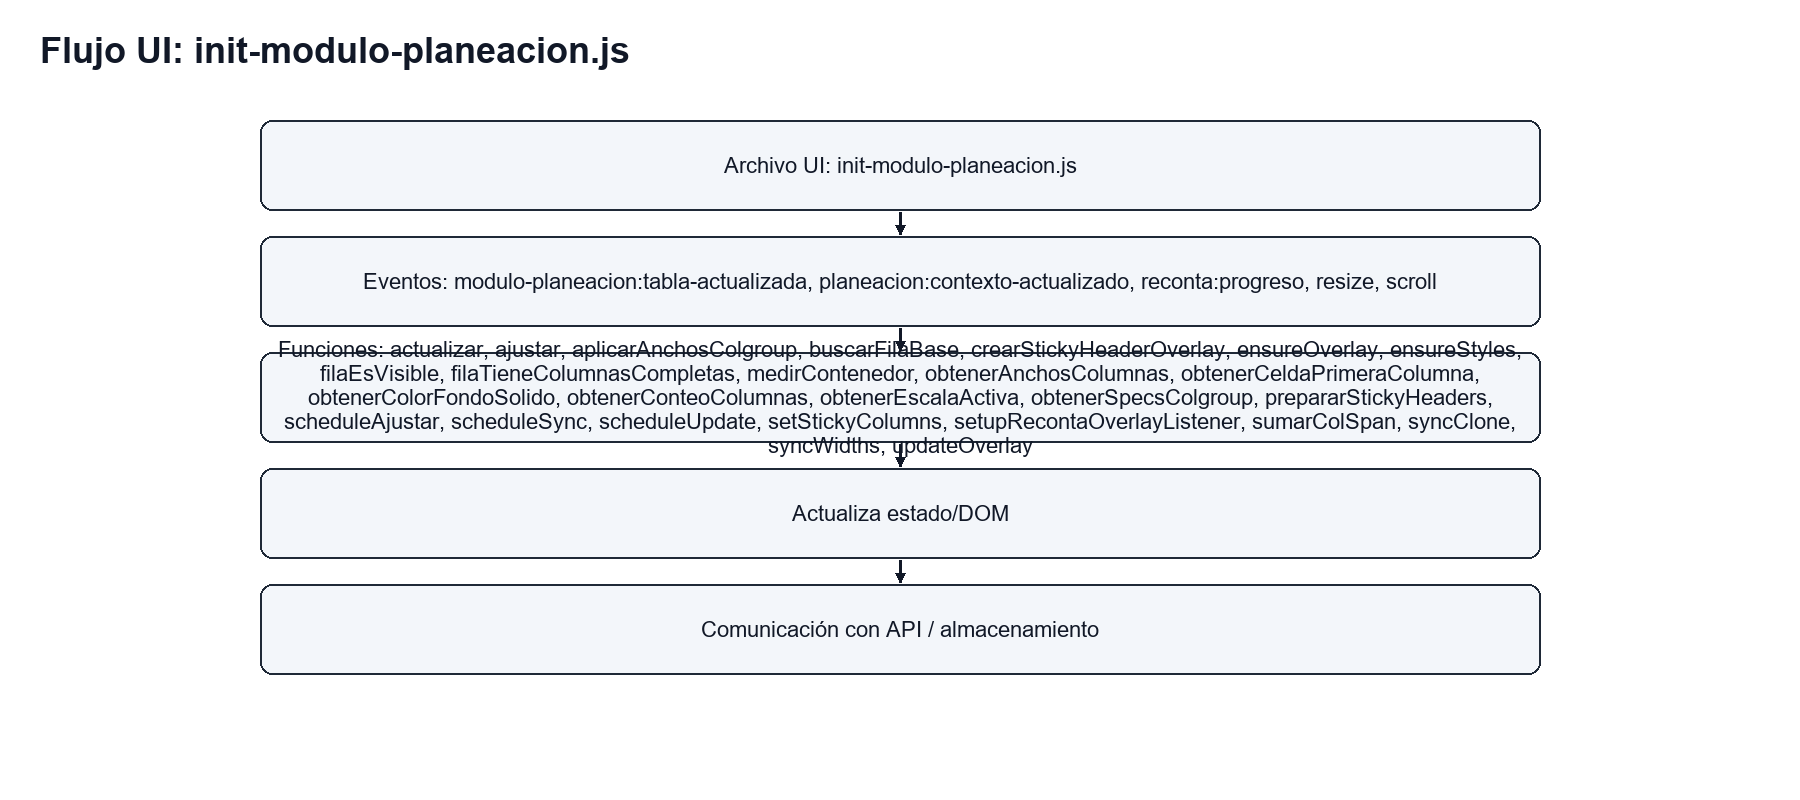 Flujo UI: init-modulo-planeacion.js
Archivo UI: init-modulo-planeacion.js
Eventos: modulo-planeacion:tabla-actualizada, planeacion:contexto-actualizado, reconta:progreso, resize, scroll
Funciones: actualizar, ajustar, aplicarAnchosColgroup, buscarFilaBase, crearStickyHeaderOverlay, ensureOverlay, ensureStyles,
filaEsVisible, filaTieneColumnasCompletas, medirContenedor, obtenerAnchosColumnas, obtenerCeldaPrimeraColumna,
obtenerColorFondoSolido, obtenerConteoColumnas, obtenerEscalaActiva, obtenerSpecsColgroup, prepararStickyHeaders,
scheduleAjustar, scheduleSync, scheduleUpdate, setStickyColumns, setupRecontaOverlayListener, sumarColSpan, syncClone,
syncWidths, updateOverlay
Actualiza estado/DOM
Comunicación con API / almacenamiento